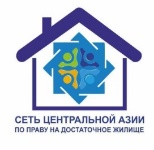 СЕТЬ ЦЕНТРАЛЬНОЙ АЗИИ
ПО ПРАВУ НА ДОСТАТОЧНОЕ ЖИЛИЩЕ